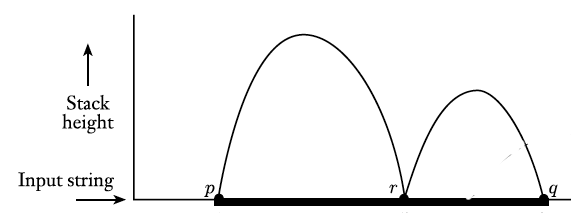 Stack
height
Input string
p
r
q